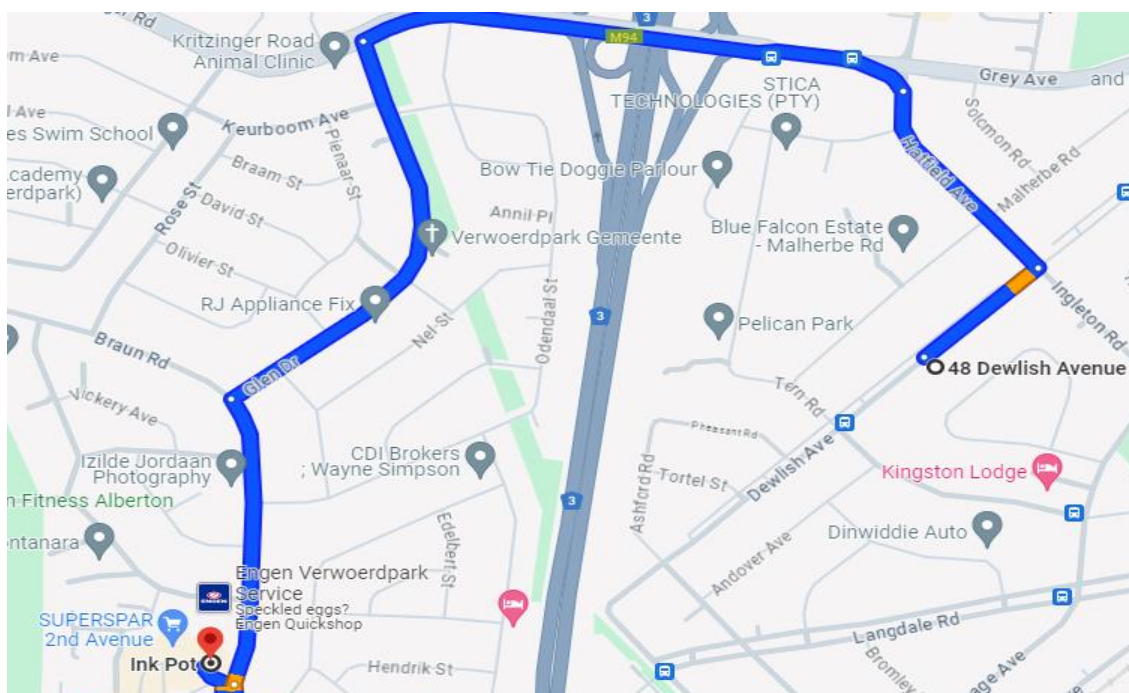 Kritzinger Road
Animal Clinic
M94
3
STICA
TECHNOLOGIES (PTY)
Grey Ave
and
Keurboom Ave
es Swim School
Pienaar St
Braam St
Academy
erdpark)
David St
Rose St
Olivier St
Bow Tie Doggie Parlour
Annil Pl
Verwoerdpark Gemeente
Hatfield Ave
Solomon Rd
Malherbe Rd
Blue Falcon Estate
- Malherbe Rd
RJ Appliance Fix
Odendaal St
3
Pelican Park
Ingleton Rd
Braun Rd
Nel St
Glen Dr
48 Dewlish Avenue
Vickery Ave
Tern Rd
Pheasant Rd
CDI Brokers
; Wayne Simpson
Izilde Jordaan
Photography
Dewlish Ave
Tortel St
Ashford Rd
Kingston Lodge
n Fitness Alberton
3
Edelbert St
Dinwiddie Auto
ontanara
Andover Ave
Engen Verwoerdpark
Service
Speckled eggs?
Engen Quickshop
ENGEN
SUPERSPAR
2nd Avenue
Langdale Rd
Ink Pot
Hendrik St
Bromley
age Ave